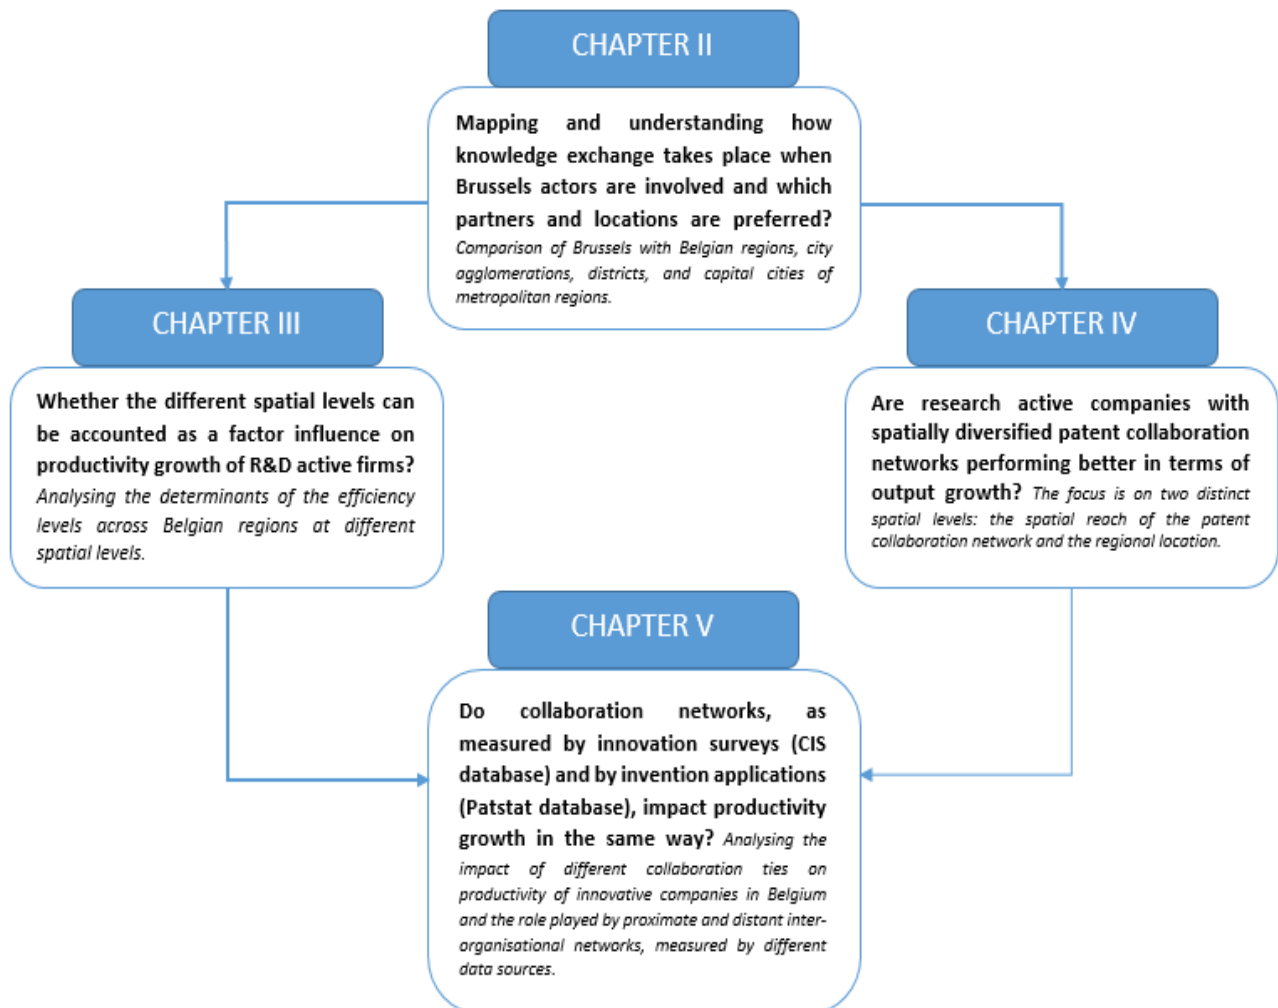 CHAPTER II
Mapping and understanding how
knowledge exchange takes place when
Brussels actors are involved and which
partners and locations are preferred?
Comparison of Brussels with Belgian regions, city
agglomerations, districts, and capital cities of
metropolitan regions.
CHAPTER III
Whether the different spatial levels can
be accounted as a factor influence on
productivity growth of R&D active firms?
Analysing the determinants of the efficiency
levels across Belgian regions at different
spatial levels.
CHAPTER IV
Are research active companies with
spatially diversified patent collaboration
networks performing better in terms of
output growth? The focus is on two distinct
spatial levels: the spatial reach of the patent
collaboration network and the regional location.
CHAPTER V
Do collaboration networks, as
measured by innovation surveys (CIS
database) and by invention applications
(Patstat database), impact productivity
growth in the same way? Analysing the
impact of different collaboration ties on
productivity of innovative companies in Belgium
and the role played by proximate and distant inter-
organisational networks, measured by different
data sources.